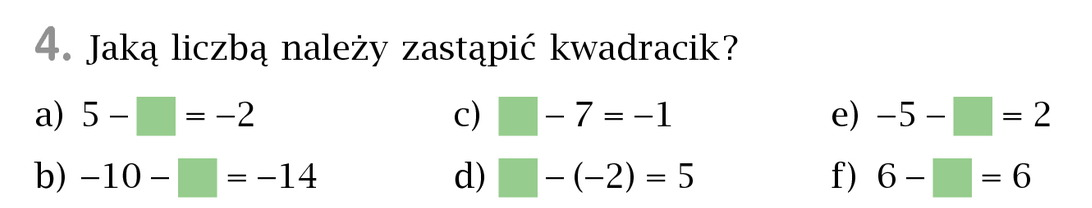 4. Jaką liczbą należy zastąpić kwadracik?
a) 5 − □ = −2 c) □ − 7 = −1 e) −5 − □ = 2
b) −10 − □ = −14 d) □ − (−2) = 5 f) 6 − □ = 6